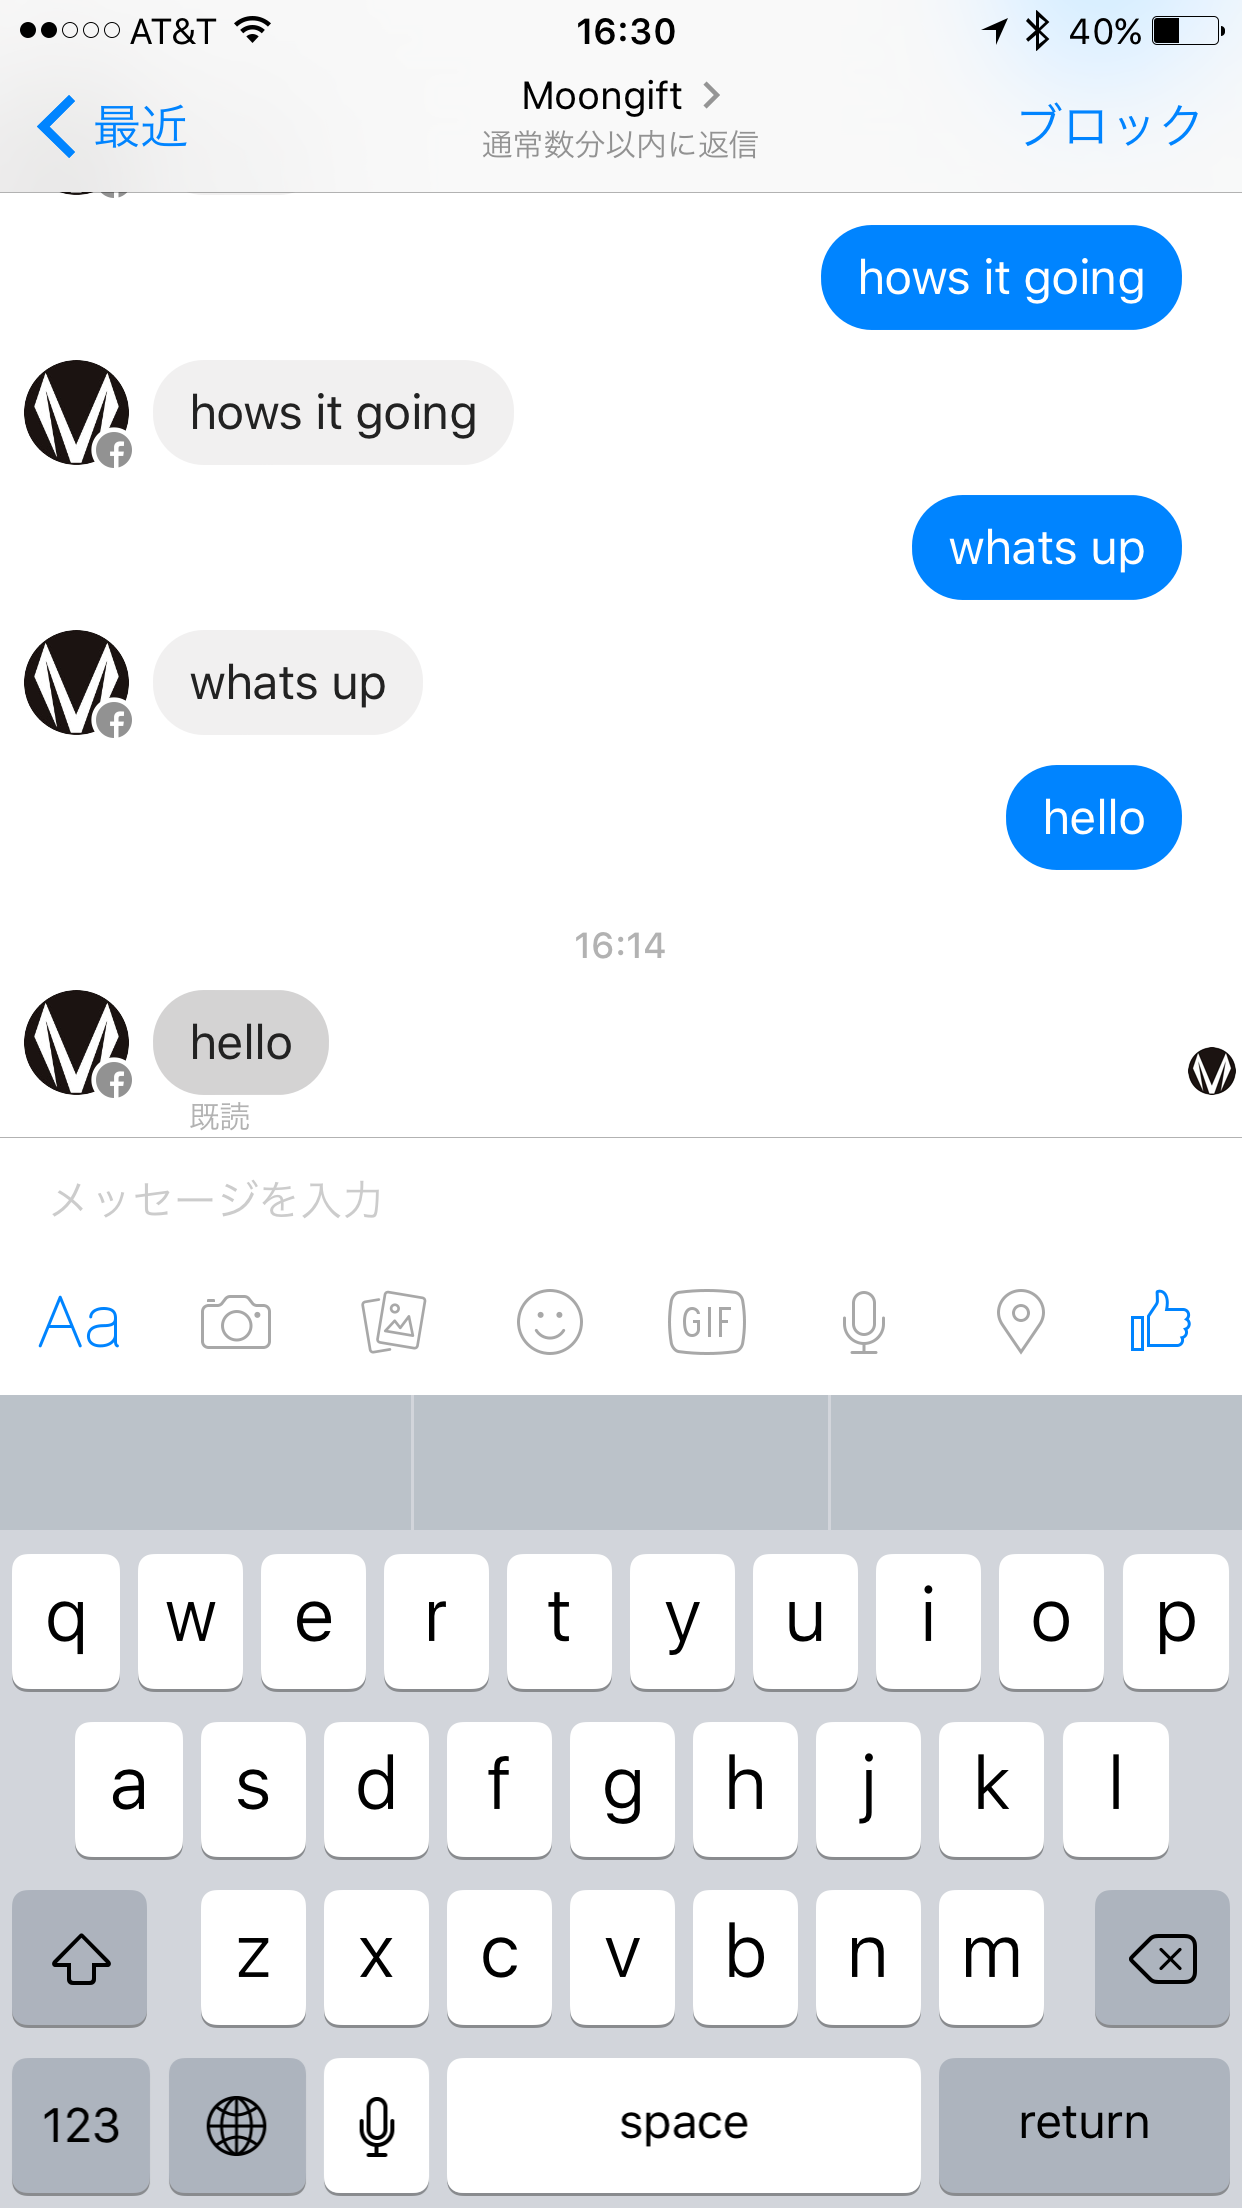 AT&T 16:30 40%
最近 Moongift ブロック
通常数分以内に返信
hows it going
hows it going
whats up
whats up
hello
16:14
hello
既読
メッセージを入力
Aa GIF
q w e r t y u i o p
a s d f g h j k l
z x c v b n m
123 space return